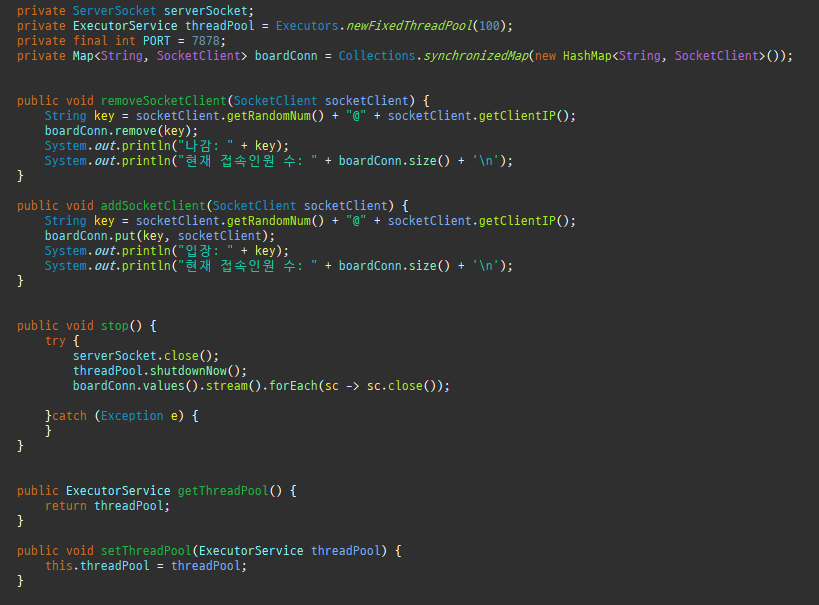 private ServerSocket serverSocket;
private ExecutorService threadPool = Executors.newFixedThreadPool(100);
private final int PORT = 7878;
private Map<String, SocketClient> boardConn = Collections.synchronizedMap(new HashMap<String, SocketClient>());
public void removeSocketClient(SocketClient socketClient) {
String key = socketClient.getRandomNum() + "@" + socketClient.getClientIP();
boardConn.remove(key);
System.out.println("나감: " + key);
System.out.println("현재 접속인원 수: " + boardConn.size() + '\n');
}
public void addSocketClient(SocketClient socketClient) {
String key = socketClient.getRandomNum() + "@" + socketClient.getClientIP();
boardConn.put(key, socketClient);
System.out.println("입장: " + key);
System.out.println("현재 접속인원 수: " + boardConn.size() + '\n');
}
public void stop() {
try {
serverSocket.close();
threadPool.shutdownNow();
boardConn.values().stream().forEach(sc -> sc.close());
}catch (Exception e) {
}
}
public ExecutorService getThreadPool() {
return threadPool;
}
public void setThreadPool(ExecutorService threadPool) {
this.threadPool = threadPool;
}